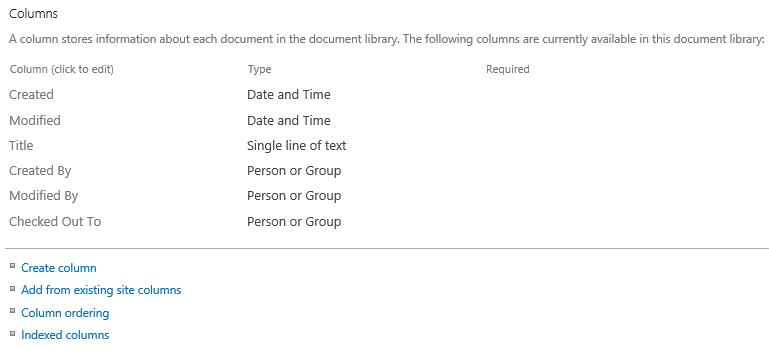 Columns
A column stores information about each document in the document library. The following columns are currently available in this document library:
Column (click to edit) Type Required
Created Date and Time
Modified Date and Time
Title Single line of text
Created By Person or Group
Modified By Person or Group
Checked Out To Person or Group
Create column
Add from existing site columns
Column ordering
Indexed columns